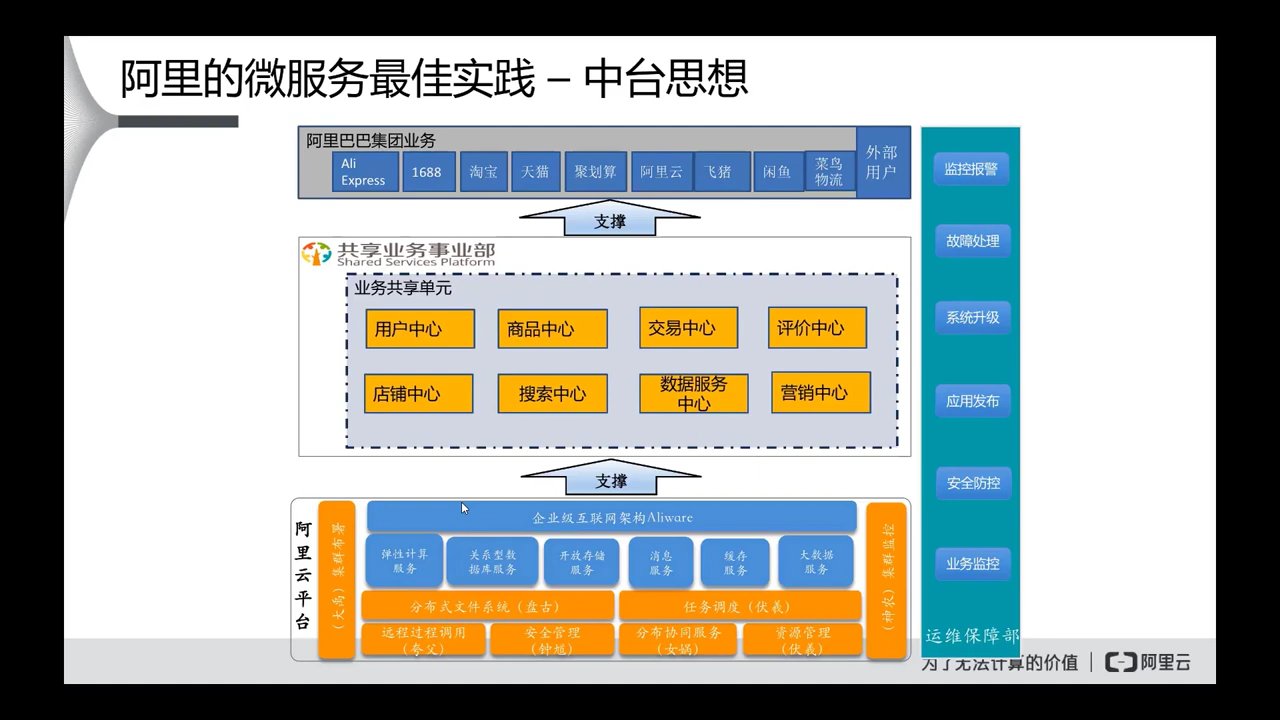 阿里的微服务最佳实践 – 中台思想
阿里巴巴集团业务
Ali
Express
1688
淘宝
天猫
聚划算
阿里云
飞猪
闲鱼
菜鸟
物流
外部
用户
支撑
共享业务事业部
Shared Services Platform
业务共享单元
用户中心
商品中心
交易中心
评价中心
店铺中心
搜索中心
数据服务
中心
营销中心
支撑
阿里云平台
(大禹)集群布署
企业级互联网架构Aliware
弹性计算
服务
关系型数
据库服务
开放存储
服务
消息
服务
缓存
服务
大数据
服务
分布式文件系统(盘古)
任务调度(伏羲)
远程过程调用
(夸父)
安全管理
(钟馗)
分布协同服务
(女娲)
资源管理
(伏羲)
(神农)集群监控
监控报警
故障处理
系统升级
应用发布
安全防控
业务监控
运维保障部
为了无法计算的价值
阿里云